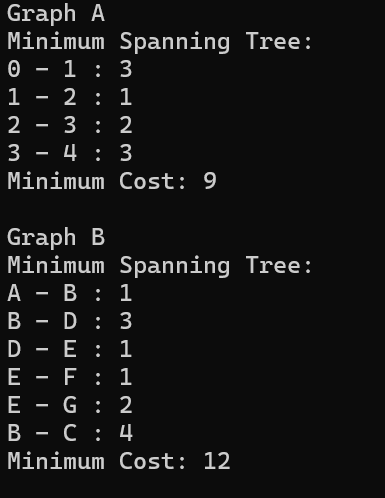 Graph A
Minimum Spanning Tree:
0 - 1 : 3
1 - 2 : 1
2 - 3 : 2
3 - 4 : 3
Minimum Cost: 9

Graph B
Minimum Spanning Tree:
A - B : 1
B - D : 3
D - E : 1
E - F : 1
E - G : 2
B - C : 4
Minimum Cost: 12